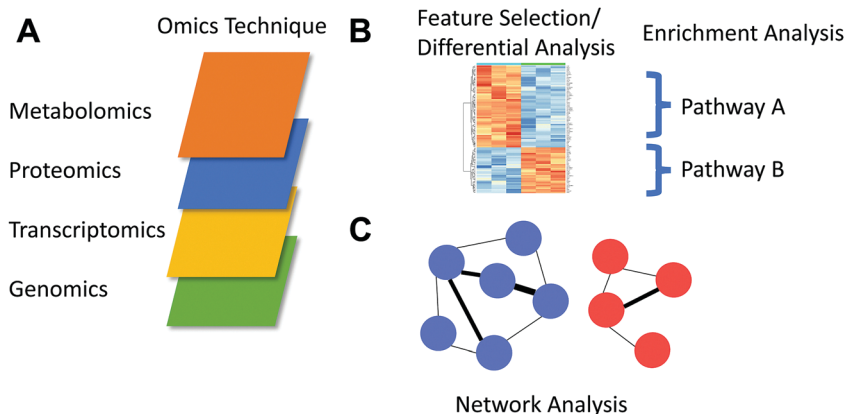 A
Omics Technique
Metabolomics
Proteomics
Transcriptomics
Genomics
B
Feature Selection/
Differential Analysis
Enrichment Analysis
Pathway A
Pathway B
C
Network Analysis